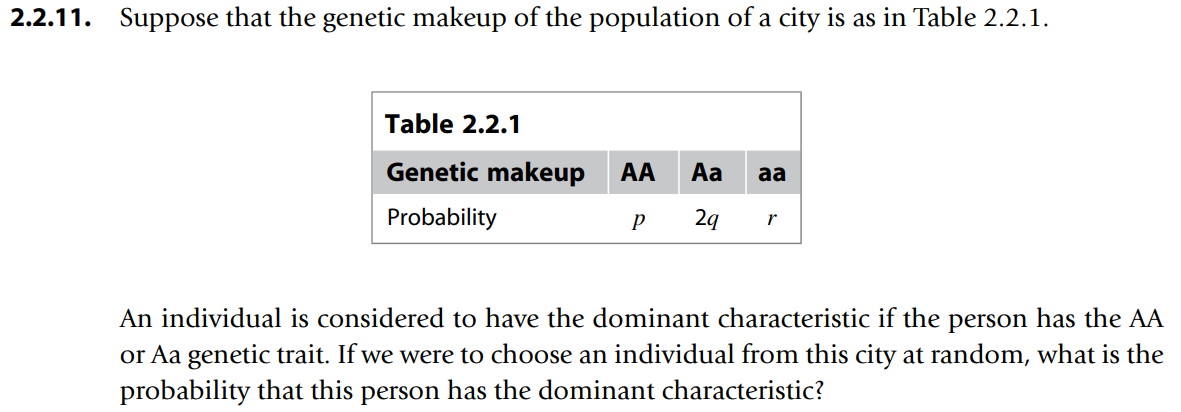 2.2.11. Suppose that the genetic makeup of the population of a city is as in Table 2.2.1.
Table 2.2.1
Genetic makeup AA Aa aa
Probability p 2q r
An individual is considered to have the dominant characteristic if the person has the AA
or Aa genetic trait. If we were to choose an individual from this city at random, what is the
probability that this person has the dominant characteristic?